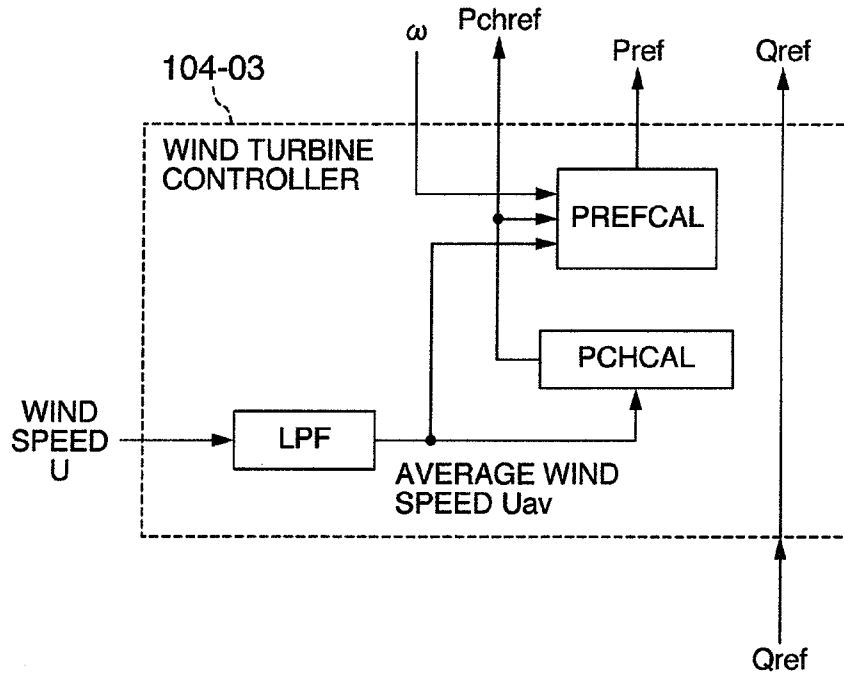 ω
Pchref
Pref
Qref
104-03
WIND TURBINE
CONTROLLER
PREFCAL
PCHCAL
WIND
SPEED
U
LPF
AVERAGE WIND
SPEED Uav
Qref